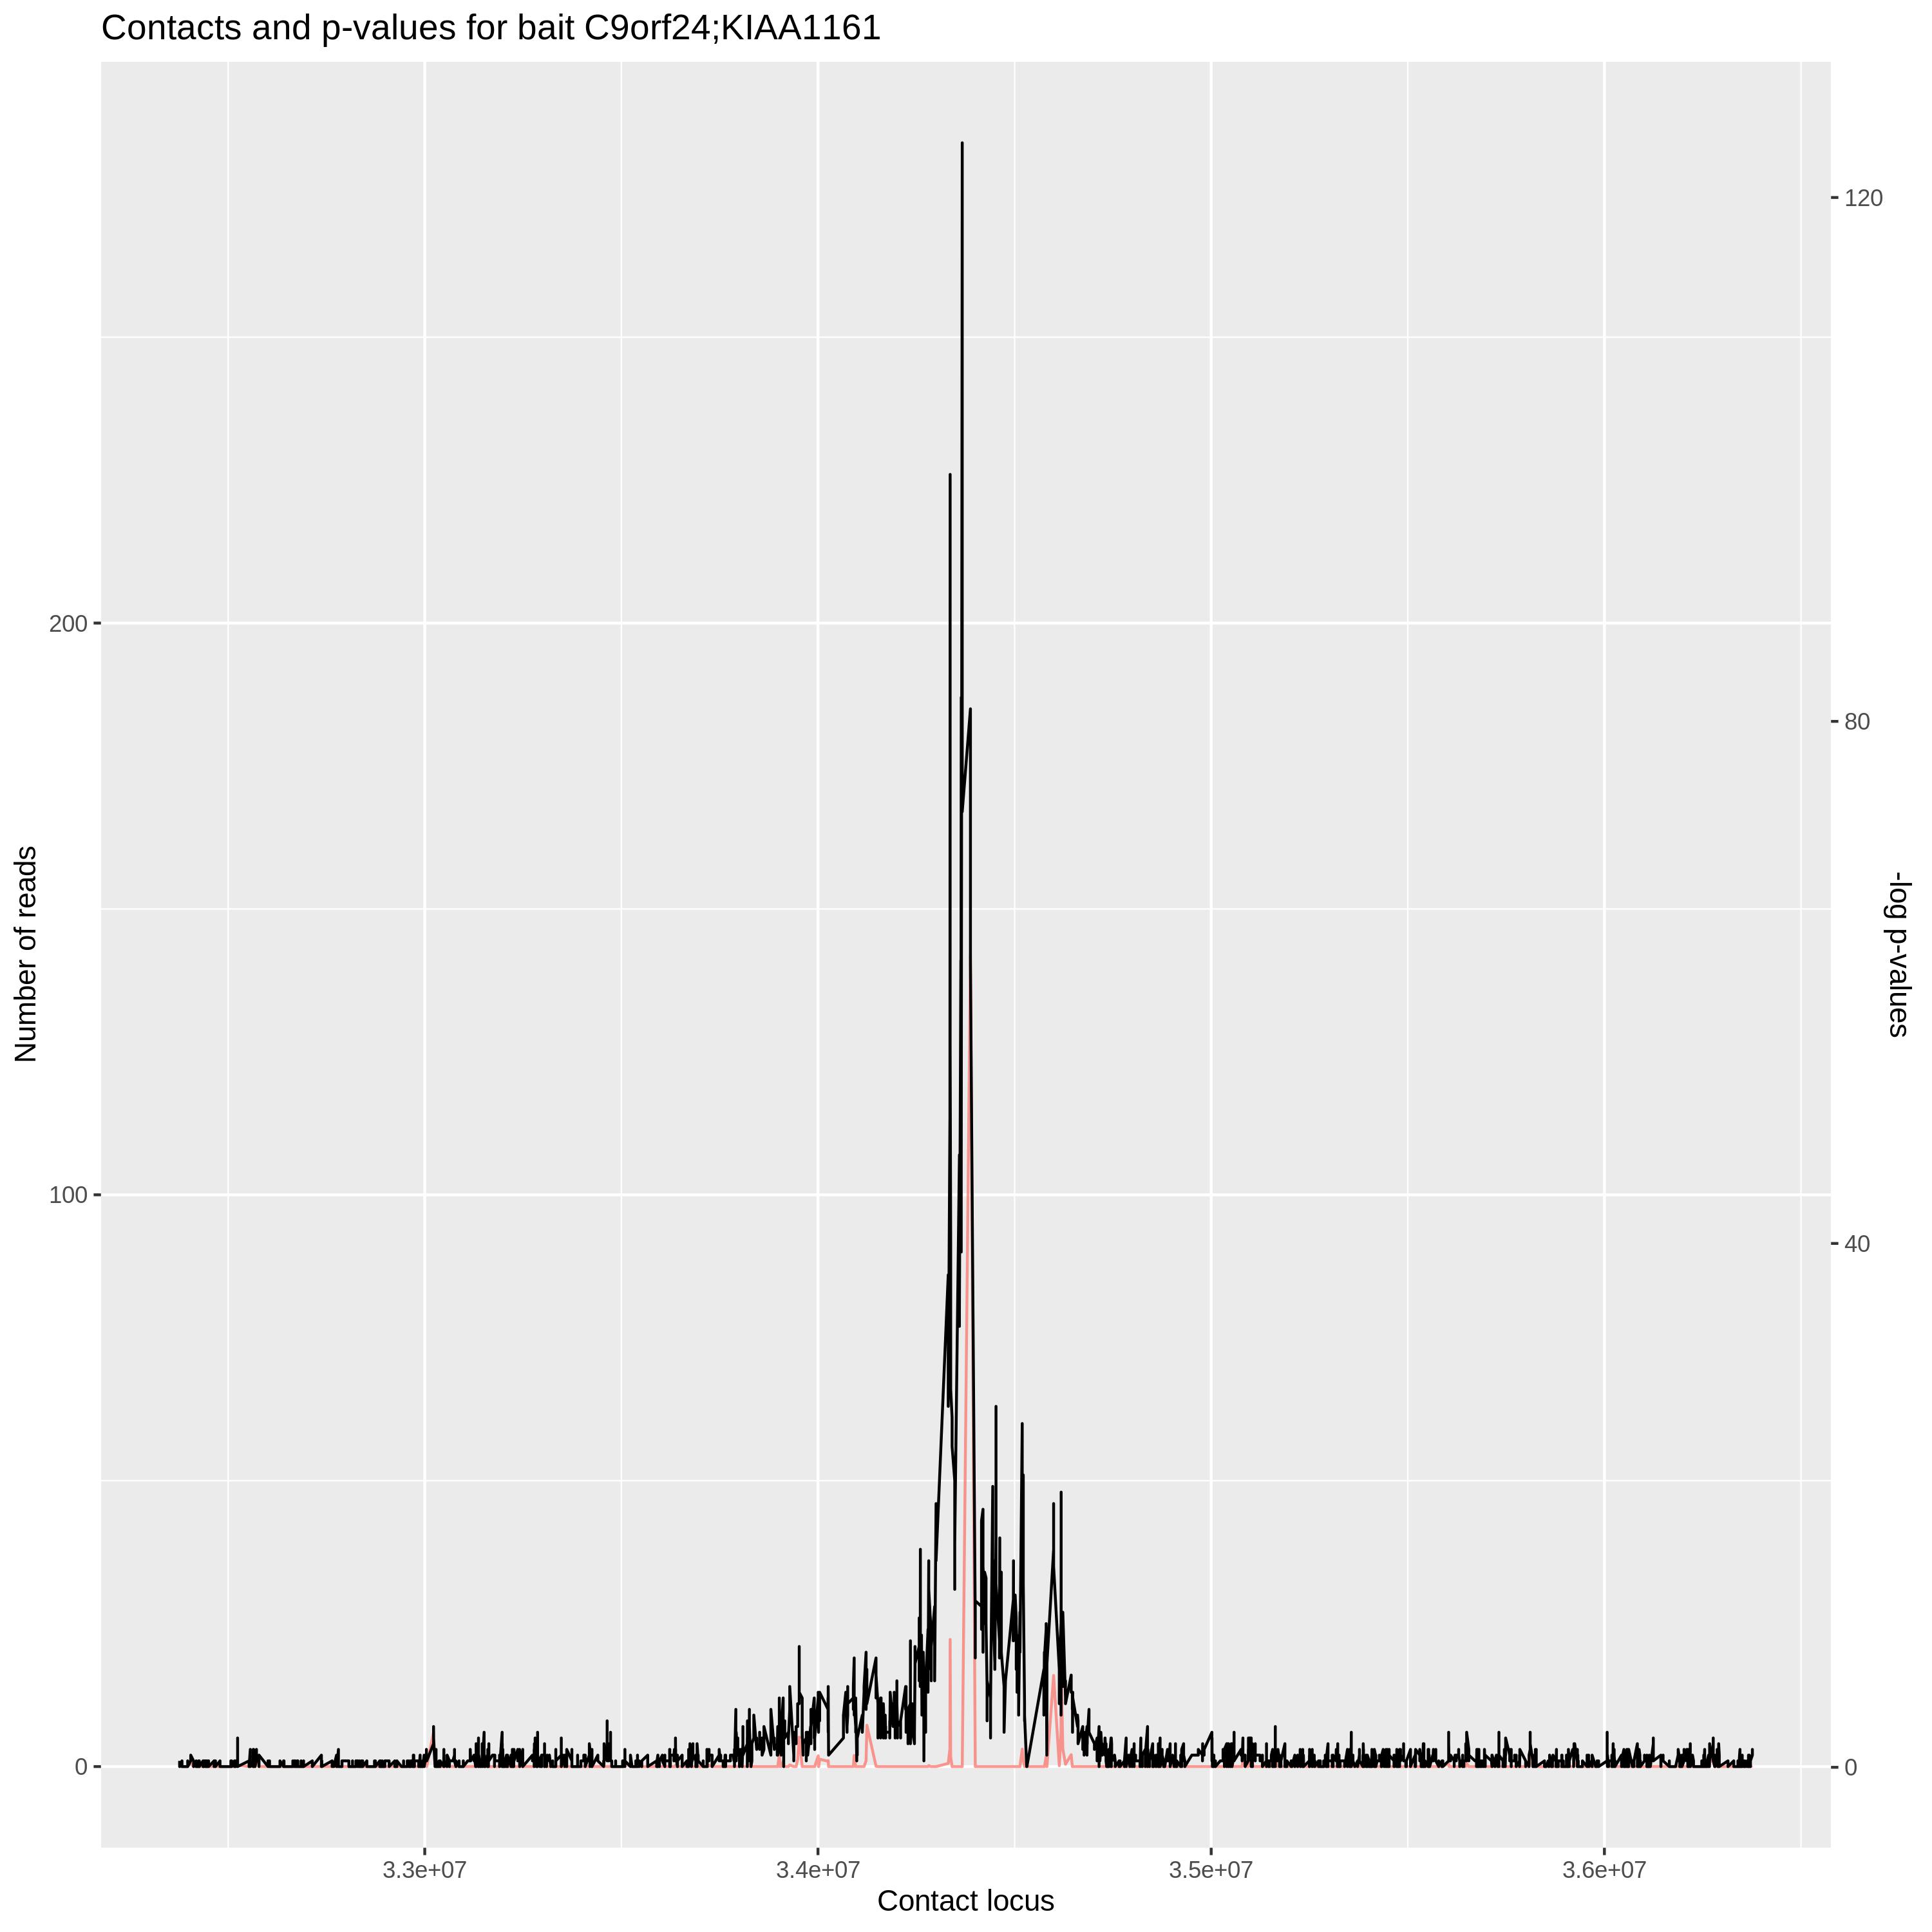 Contacts and p-values for bait C9orf24;KIAA1161
120
200
80
Number of reads
-log p-values
100
40
0
0
3.3e+07
3.4e+07
3.5e+07
3.6e+07
Contact locus